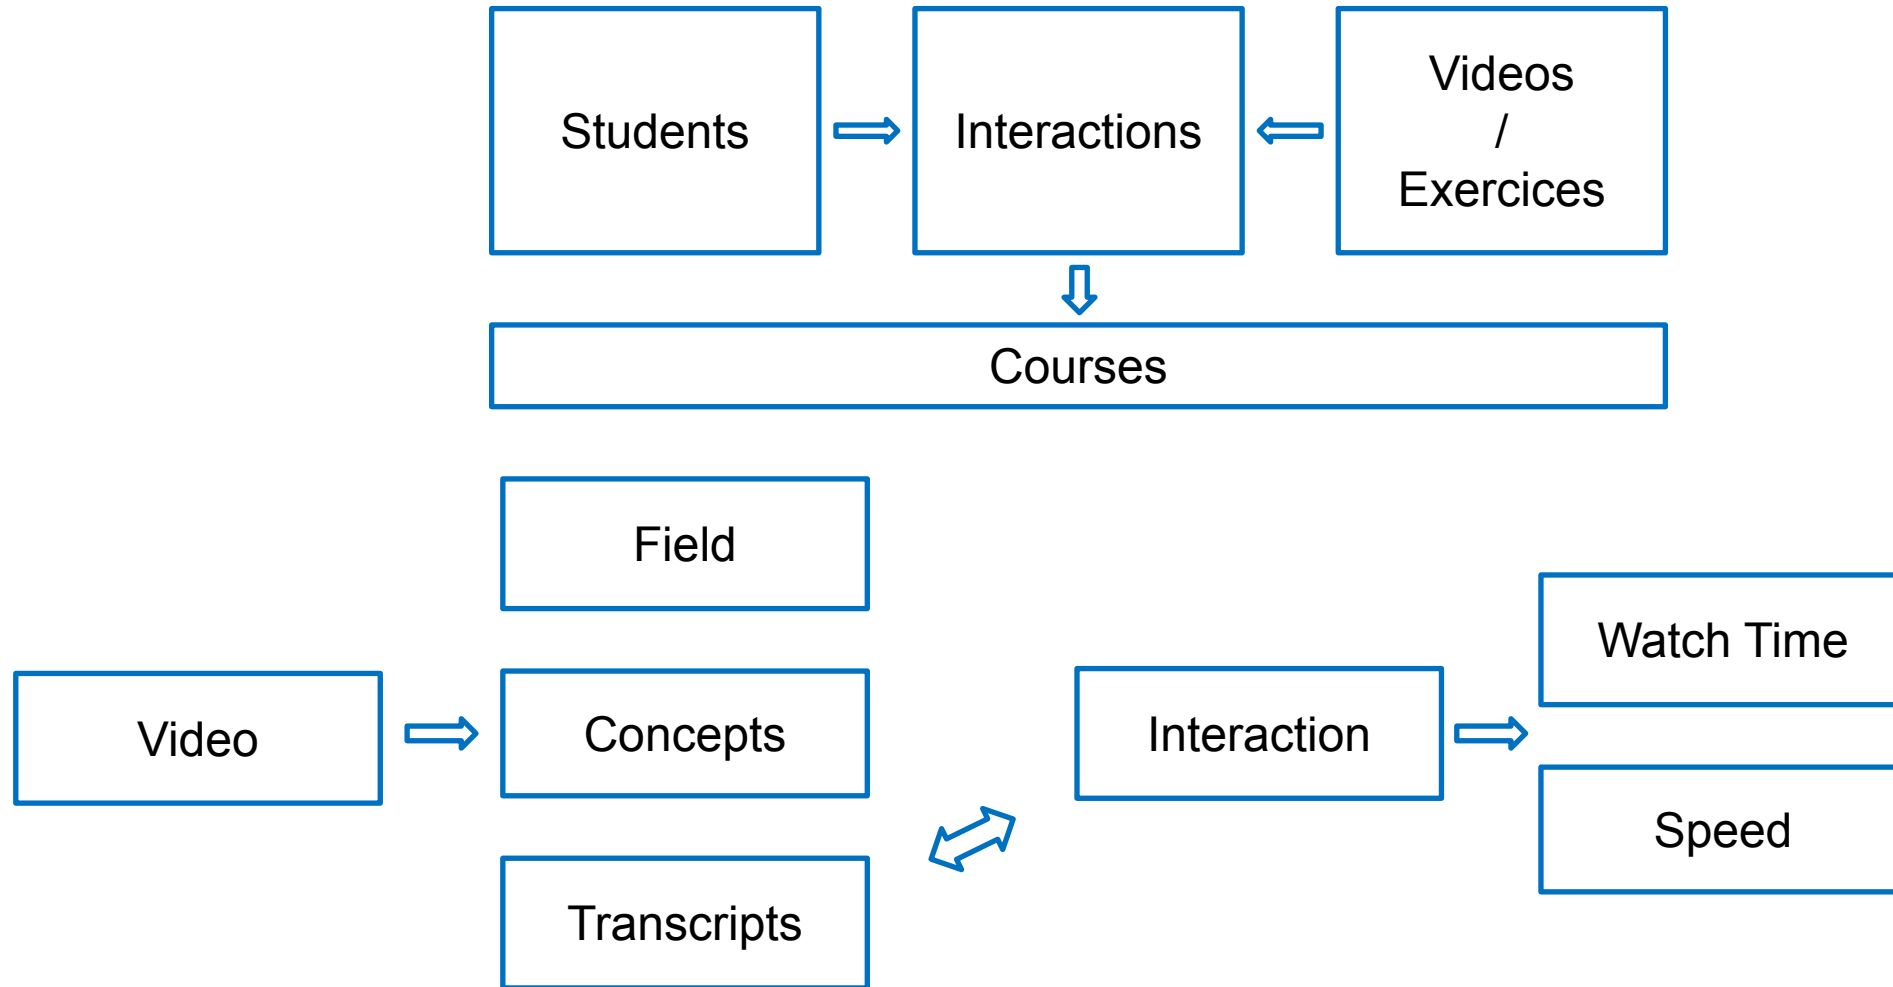 Students
Interactions
Videos
/
Exercices
Courses
Field
Video
Concepts
Transcripts
Interaction
Watch Time
Speed